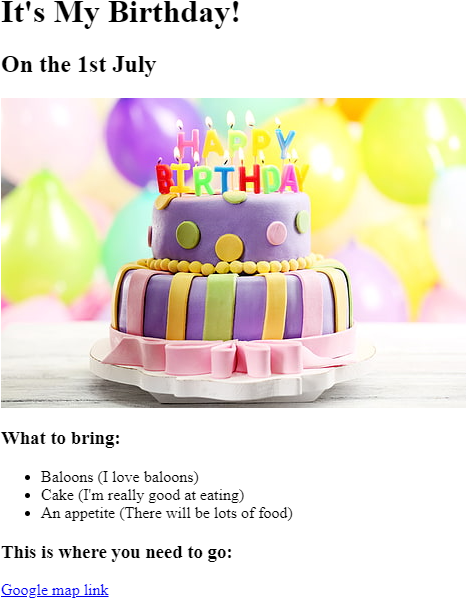 It's My Birthday!
On the 1st July
HAPPY
BIRTHDAY
What to bring:
Baloons (I love baloons)
Cake (I'm really good at eating)
An appetite (There will be lots of food)
This is where you need to go:
Google map link